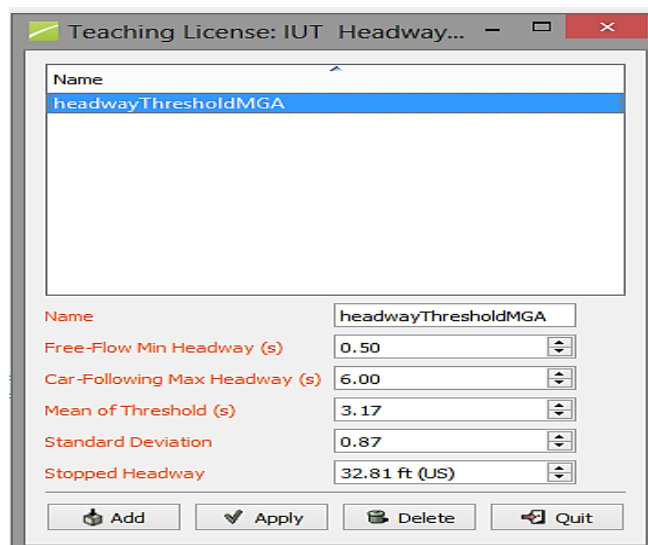 Teaching License: IUT Headway...
Name
headwayThresholdMGA
Name headwayThresholdMGA
Free-Flow Min Headway (s) 0.50
Car-Following Max Headway (s) 6.00
Mean of Threshold (s) 3.17
Standard Deviation 0.87
Stopped Headway 32.81 ft (US)
Add Apply Delete Quit